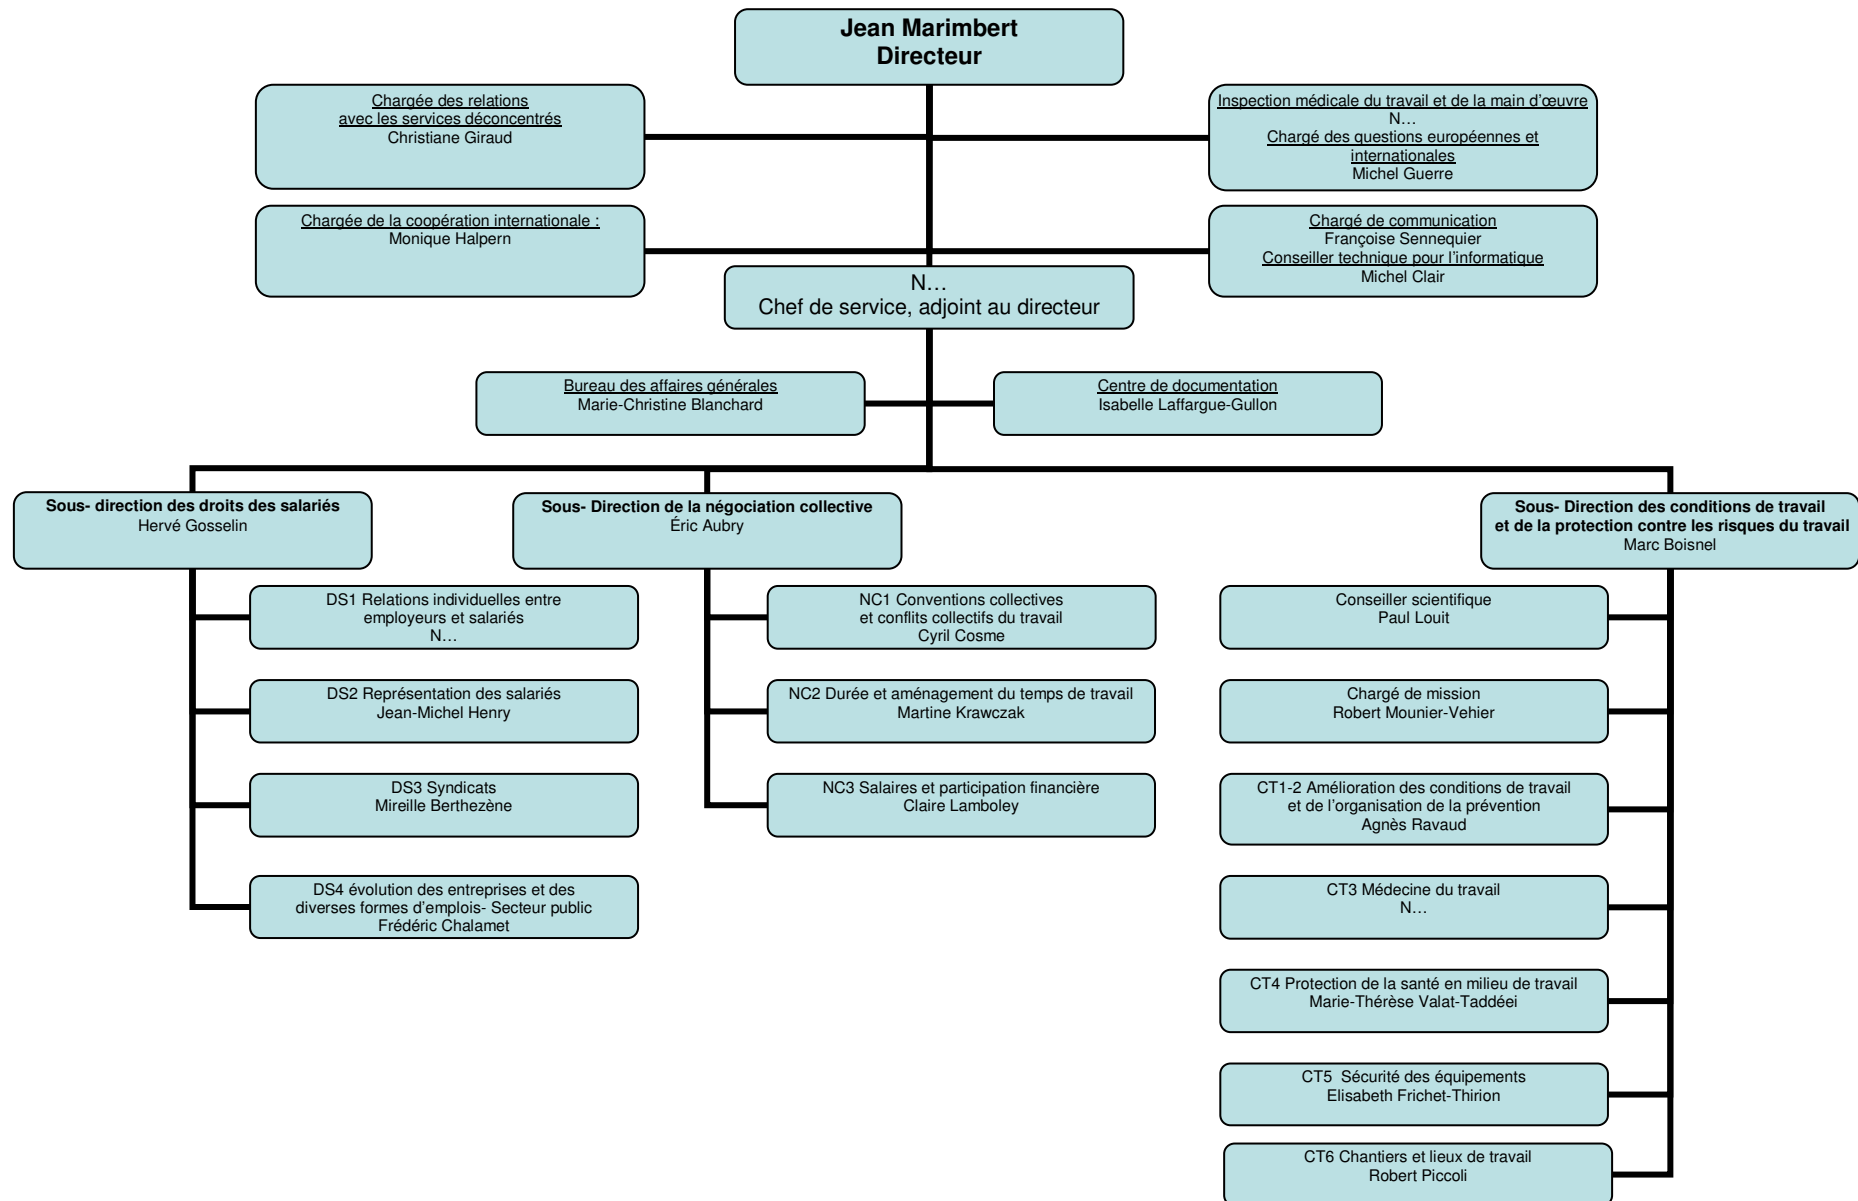 Jean Marimbert
Directeur
Chargée des relations
avec les services déconcentrés
Christiane Giraud
Inspection médicale du travail et de la main d'œuvre
N…
Chargé des questions européennes et
internationales
Michel Guerre
Chargée de la coopération internationale :
Monique Halpern
Chargé de communication
Françoise Sennequier
Conseiller technique pour l'informatique
Michel Clair
N…
Chef de service, adjoint au directeur
Bureau des affaires générales
Marie-Christine Blanchard
Centre de documentation
Isabelle Laffargue-Gullon
Sous- direction des droits des salariés
Hervé Gosselin
Sous- Direction de la négociation collective
Éric Aubry
Sous- Direction des conditions de travail
et de la protection contre les risques du travail
Marc Boisnel
DS1 Relations individuelles entre
employeurs et salariés
N…
DS2 Représentation des salariés
Jean-Michel Henry
DS3 Syndicats
Mireille Berthezène
DS4 évolution des entreprises et des
diverses formes d'emplois- Secteur public
Frédéric Chalamet
NC1 Conventions collectives
et conflits collectifs du travail
Cyril Cosme
NC2 Durée et aménagement du temps de travail
Martine Krawczak
NC3 Salaires et participation financière
Claire Lamboley
Conseiller scientifique
Paul Louit
Chargé de mission
Robert Mounier-Vehier
CT1-2 Amélioration des conditions de travail
et de l'organisation de la prévention
Agnès Ravaud
CT3 Médecine du travail
N…
CT4 Protection de la santé en milieu de travail
Marie-Thérèse Valat-Taddéei
CT5  Sécurité des équipements
Elisabeth Frichet-Thirion
CT6 Chantiers et lieux de travail
Robert Piccoli